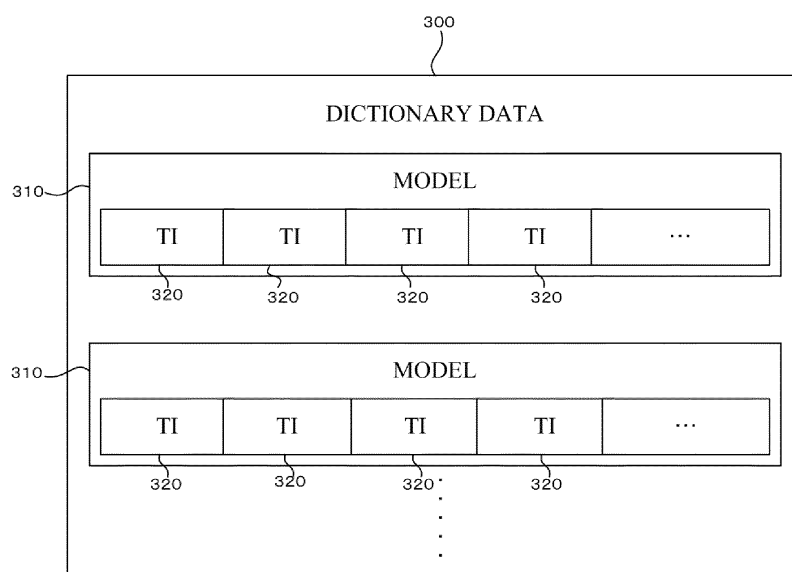 300
DICTIONARY DATA
310
MODEL
TI TI TI TI ...
320 320 320 320
310
MODEL
TI TI TI TI ...
320 320 320 320